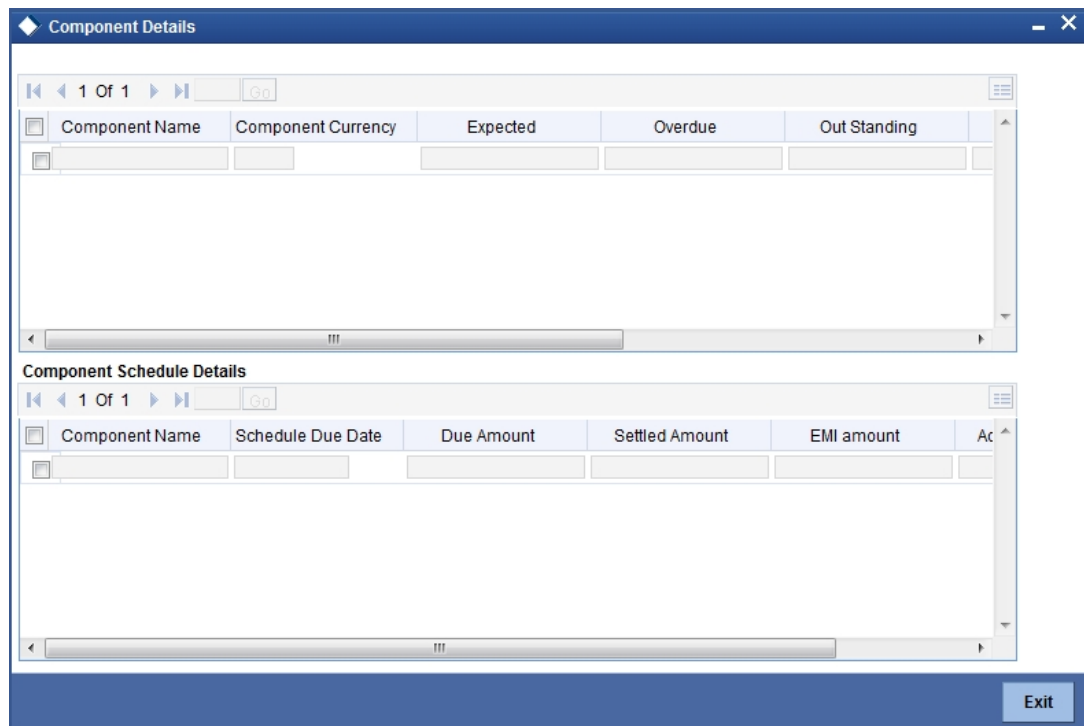 Component Details
1 Of 1 Go
Component Name Component Currency Expected Overdue Out Standing
Component Schedule Details
1 Of 1 Go
Component Name Schedule Due Date Due Amount Settled Amount EMI amount Ac
Exit